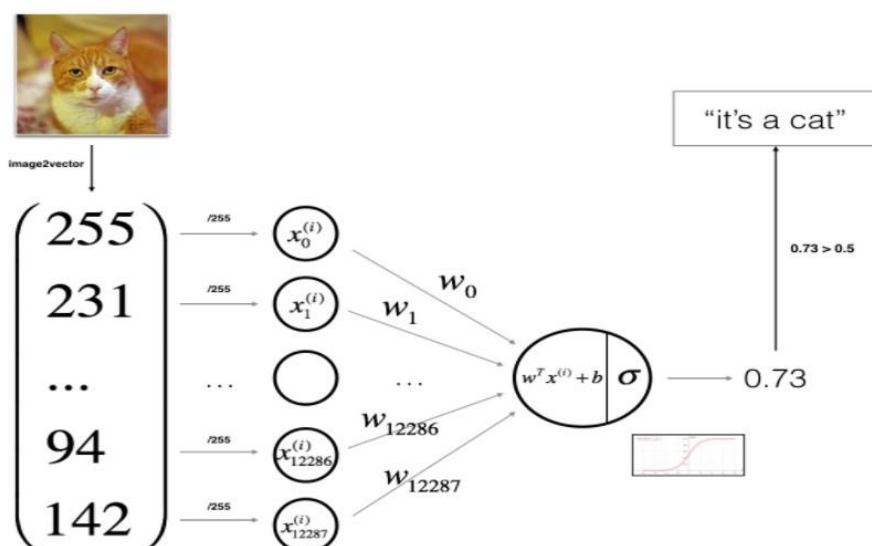 "it's a cat"
image2vector
255
/255
x_0^{(i)}
w_0
0.73 > 0.5
231
/255
x_1^{(i)}
w_1
...
...
...
w^T x^{(i)} + b
σ
0.73
94
/255
x_{12286}^{(i)}
w_{12286}
142
/255
x_{12287}^{(i)}
w_{12287}